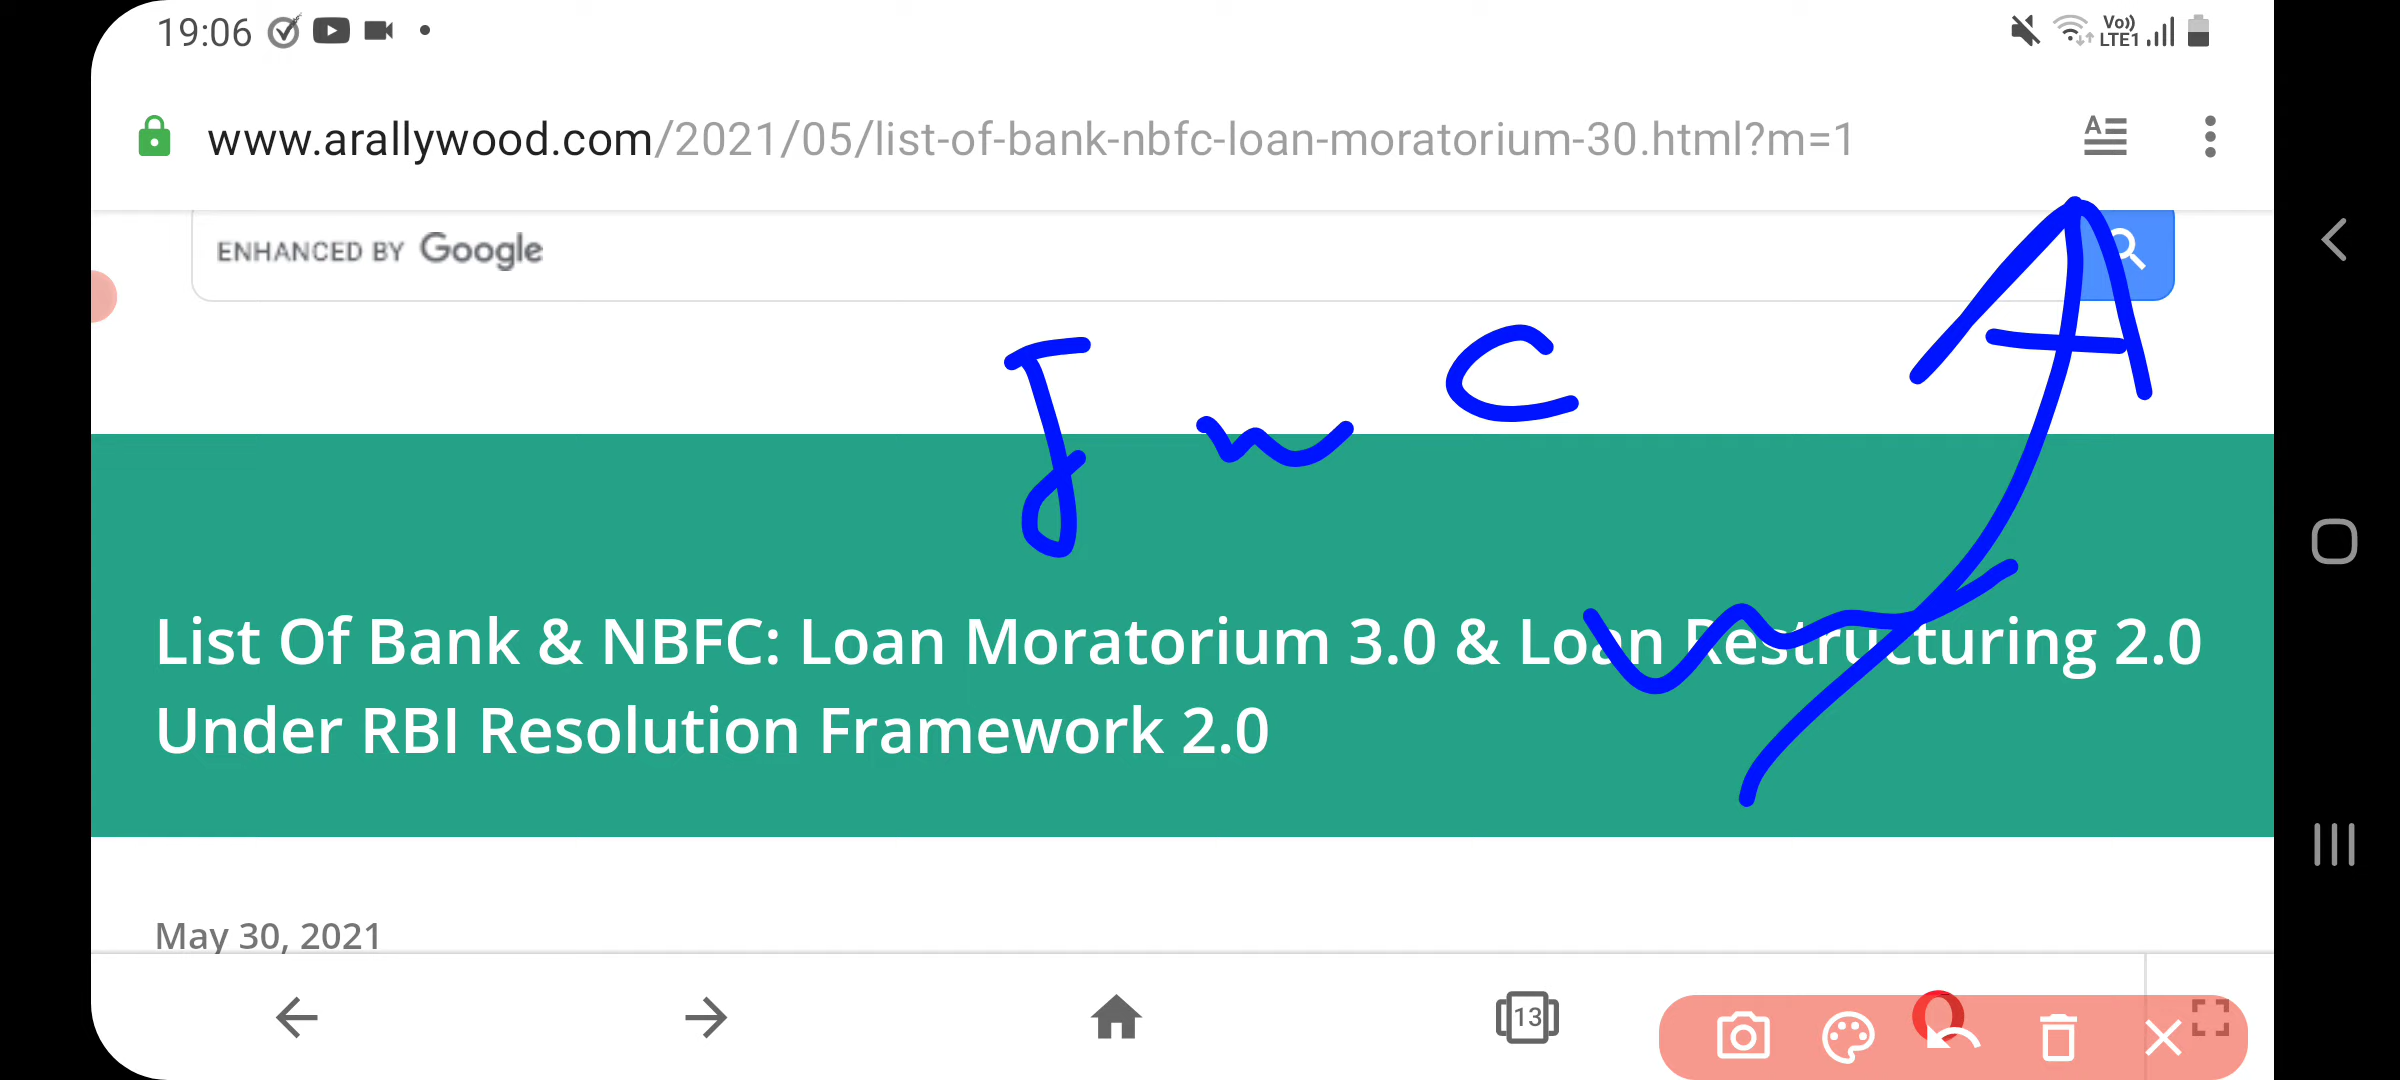 19:06 Vo)) LTE1
www.arallywood.com/2021/05/list-of-bank-nbfc-loan-moratorium-30.html?m=1
ENHANCED BY Google
List Of Bank & NBFC: Loan Moratorium 3.0 & Loan Restructuring 2.0
Under RBI Resolution Framework 2.0
May 30, 2021
13